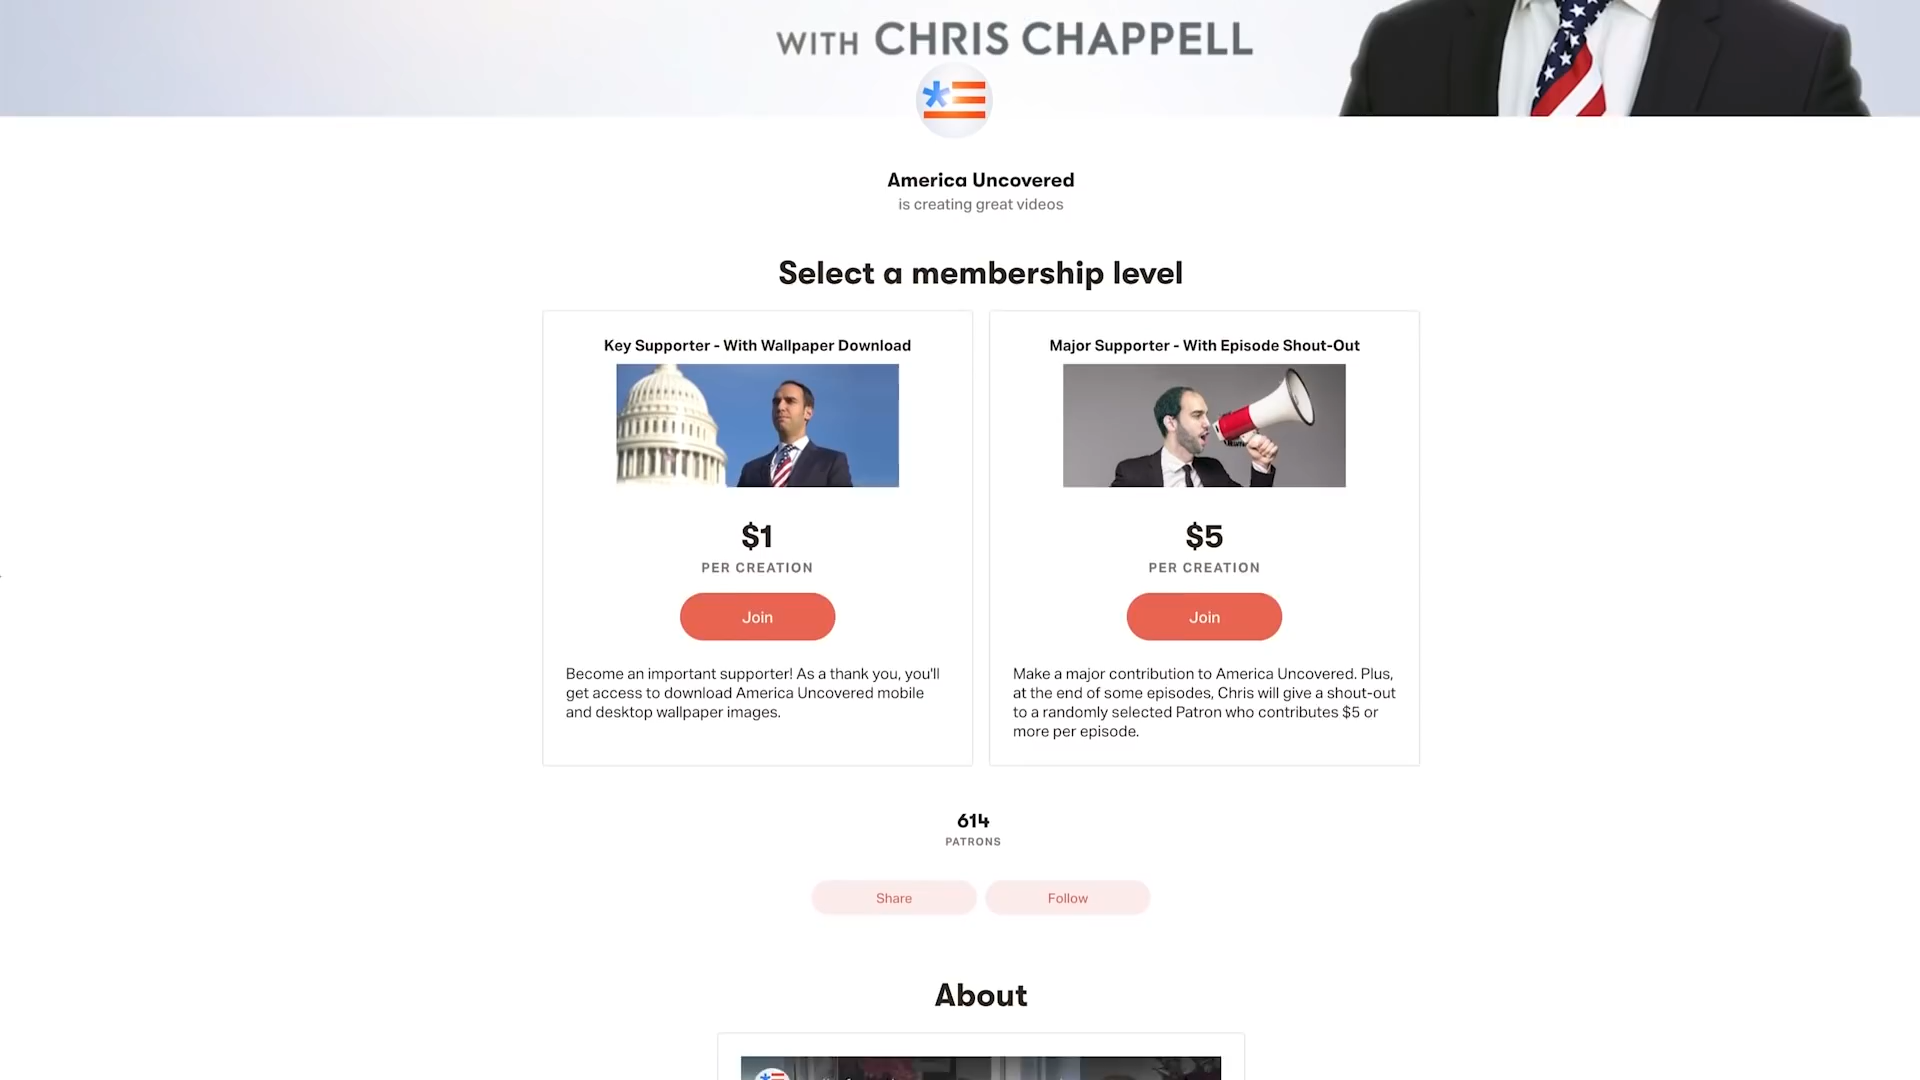 WITH CHRIS CHAPPELL
America Uncovered
is creating great videos
Select a membership level
Key Supporter - With Wallpaper Download
$1
PER CREATION
Join
Become an important supporter! As a thank you, you'll
get access to download America Uncovered mobile
and desktop wallpaper images.
Major Supporter - With Episode Shout-Out
$5
PER CREATION
Join
Make a major contribution to America Uncovered. Plus,
at the end of some episodes, Chris will give a shout-out
to a randomly selected Patron who contributes $5 or
more per episode.
614
PATRONS
Share
Follow
About